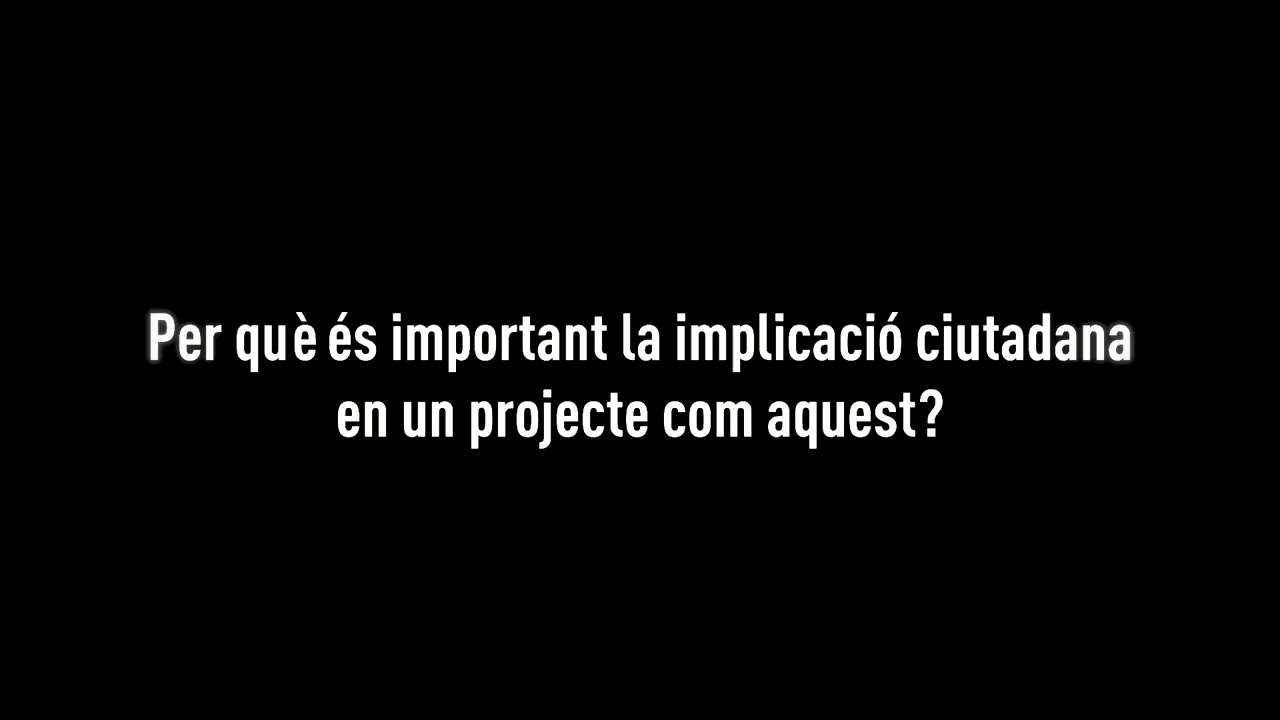 Per què és important la implicació ciutadana
en un projecte com aquest?